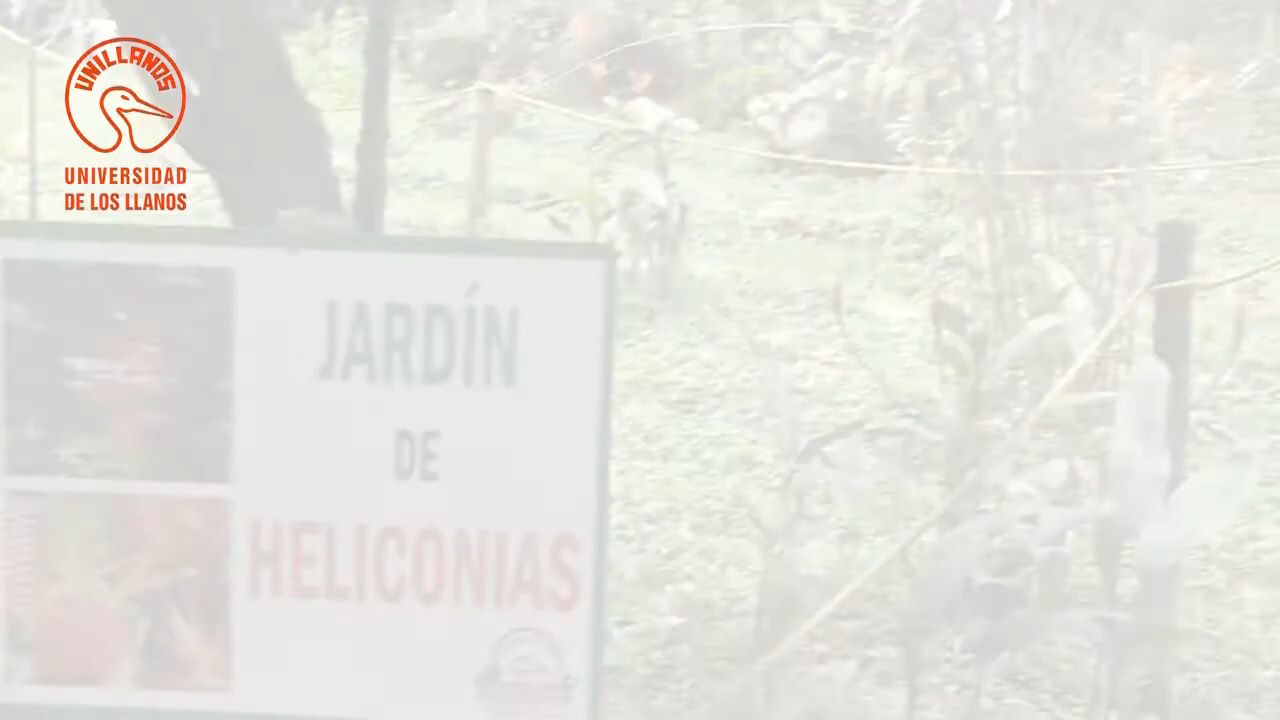 UNILLANOS
UNIVERSIDAD
DE LOS LLANOS
JARDÍN
DE
HELICONIAS